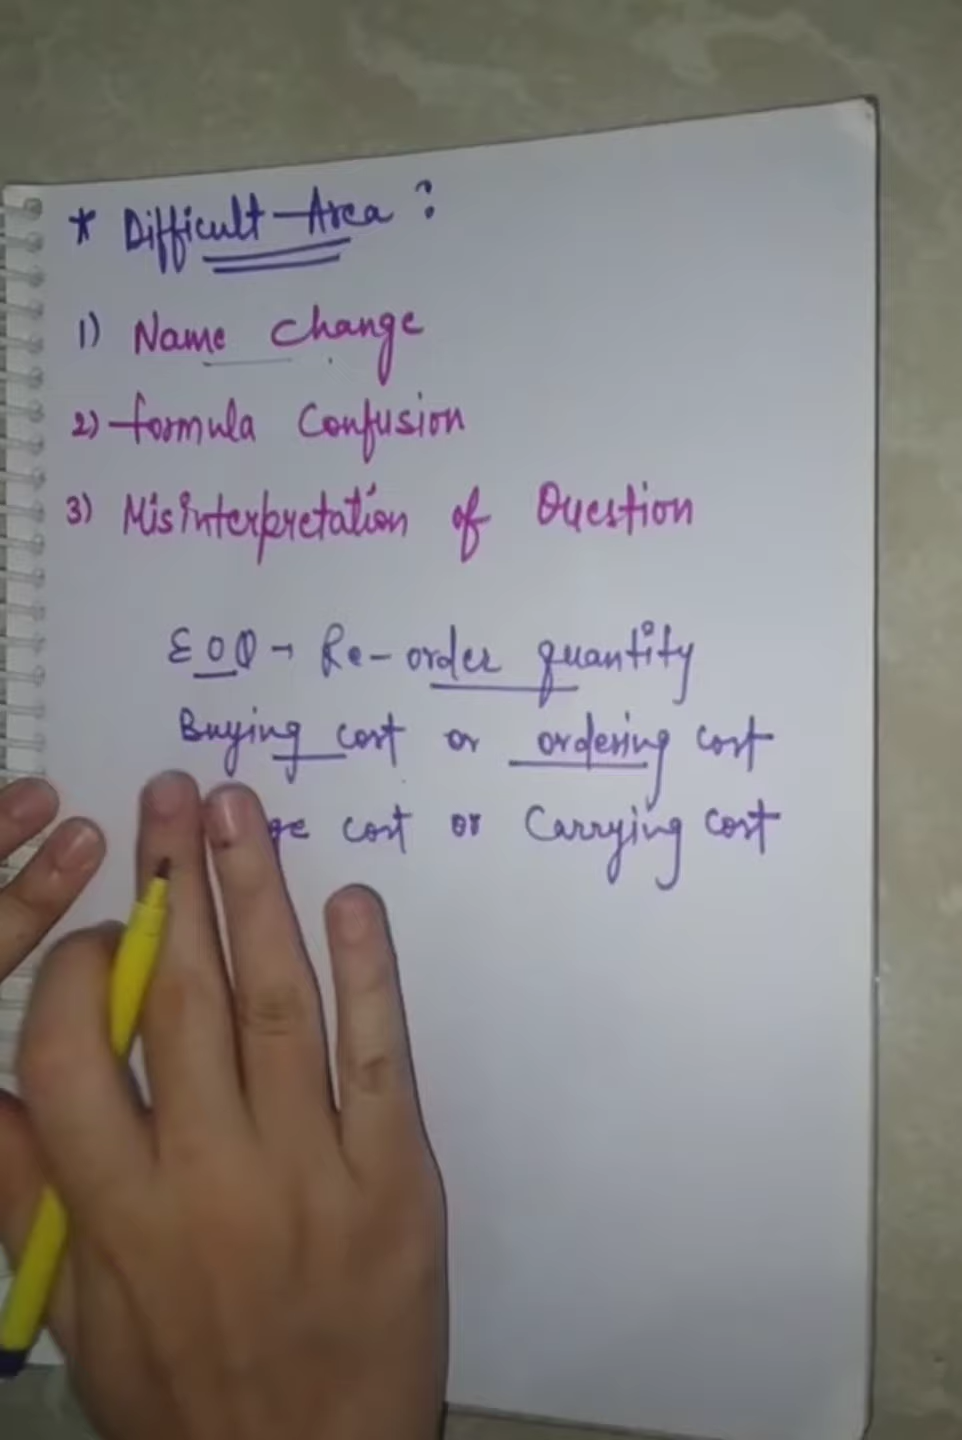 * Difficult Area :
1) Name Change
2) formula Confusion
3) Misinterpretation of Question
EOQ → Re-order quantity
Buying cost or ordering cost
cost or Carrying cost